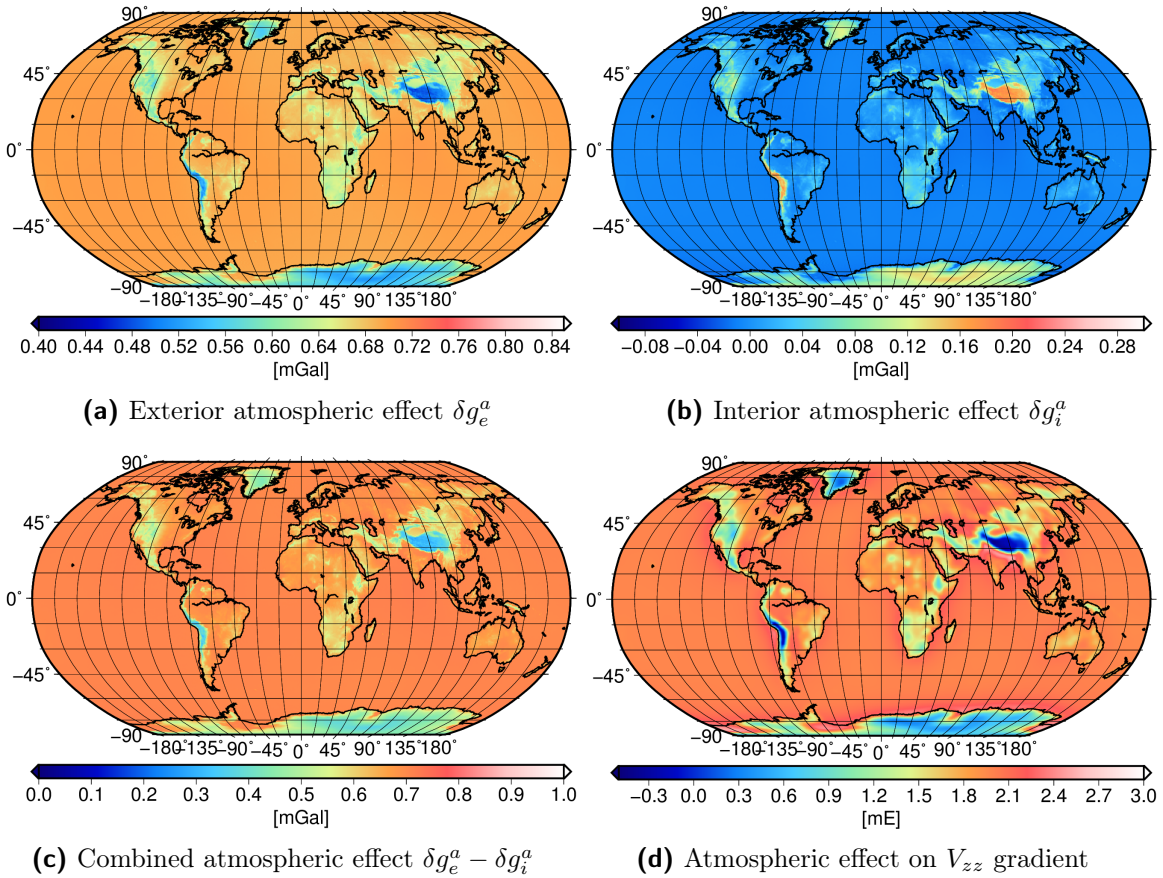 90°
45°
0°
−45°
−90
−180 −135 −90 −45 0 45 90 135 180°
0.40 0.44 0.48 0.52 0.56 0.60 0.64 0.68 0.72 0.76 0.80 0.84
[mGal]
(a) Exterior atmospheric effect δgₑᵃ
90°
45°
0°
−45°
−90
−180 −135 −90 −45 0 45 90 135 180°
−0.08 −0.04 0.00 0.04 0.08 0.12 0.16 0.20 0.24 0.28
[mGal]
(b) Interior atmospheric effect δgᵢᵃ
90°
45°
0°
−45°
−90
−180 −135 −90 −45 0 45 90 135 180°
0.0 0.1 0.2 0.3 0.4 0.5 0.6 0.7 0.8 0.9 1.0
[mGal]
(c) Combined atmospheric effect δgₑᵃ − δgᵢᵃ
90°
45°
0°
−45°
−90
−180 −135 −90 −45 0 45 90 135 180°
−0.3 0.0 0.3 0.6 0.9 1.2 1.5 1.8 2.1 2.4 2.7 3.0
[mE]
(d) Atmospheric effect on V_zz gradient